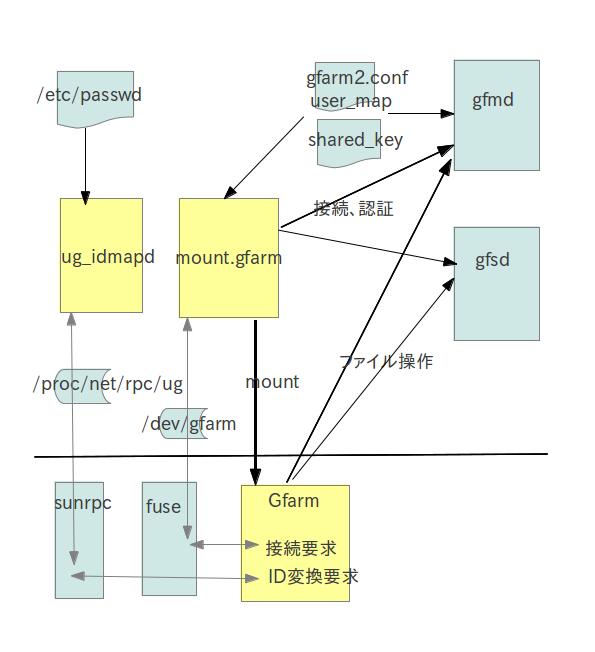 /etc/passwd
gfarm2.conf
user_map
shared_key
gfmd
接続、認証
ug_idmapd
mount.gfarm
gfsd
ファイル操作
/proc/net/rpc/ug
mount
/dev/gfarm
sunrpc
fuse
Gfarm
接続要求
ID変換要求